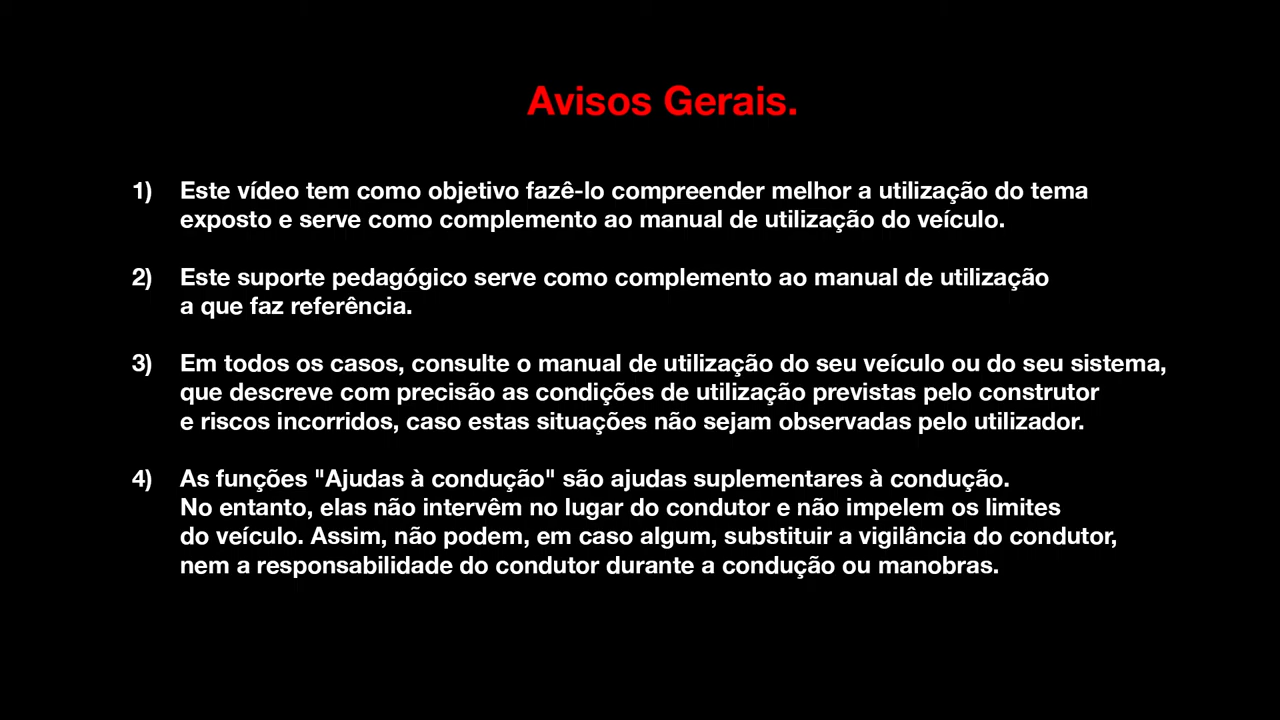 Avisos Gerais.
1) Este vídeo tem como objetivo fazê-lo compreender melhor a utilização do tema
exposto e serve como complemento ao manual de utilização do veículo.
2) Este suporte pedagógico serve como complemento ao manual de utilização
a que faz referência.
3) Em todos os casos, consulte o manual de utilização do seu veículo ou do seu sistema,
que descreve com precisão as condições de utilização previstas pelo construtor
e riscos incorridos, caso estas situações não sejam observadas pelo utilizador.
4) As funções "Ajudas à condução" são ajudas suplementares à condução.
No entanto, elas não intervêm no lugar do condutor e não impelem os limites
do veículo. Assim, não podem, em caso algum, substituir a vigilância do condutor,
nem a responsabilidade do condutor durante a condução ou manobras.